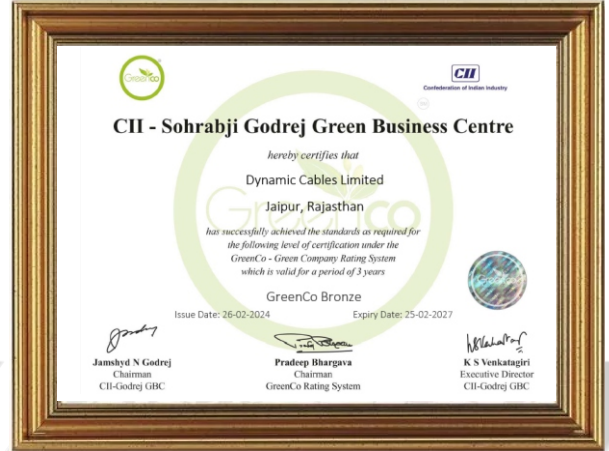 GreenCo
CII
Confederation of Indian Industry
CII - Sohrabji Godrej Green Business Centre
hereby certifies that
Dynamic Cables Limited
Jaipur, Rajasthan
GreenCo
has successfully achieved the standards as required for
the following level of certification under the
GreenCo - Green Company Rating System
which is valid for a period of 3 years
GreenCo Bronze
Issue Date: 26-02-2024 Expiry Date: 25-02-2027
Jamshyd N Godrej Pradeep Bhargava K S Venkatagiri
Chairman Chairman Executive Director
CII-Godrej GBC GreenCo Rating System CII-Godrej GBC